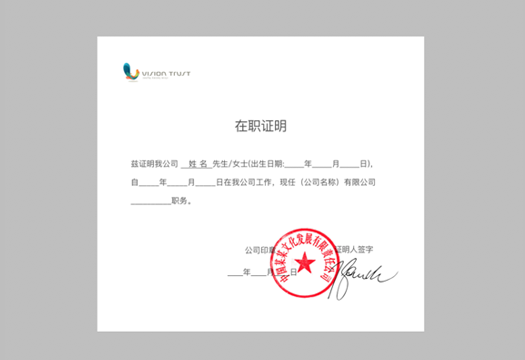 VISION TRUST
在职证明
兹证明我公司 姓 名 先生/女士(出生日期:____年____月____日),
自____年____月____日在我公司工作，现任（公司名称）有限公司
________职务。
公司印章 证明人签字
___年___月___日
中国某某文化发展有限责任公司